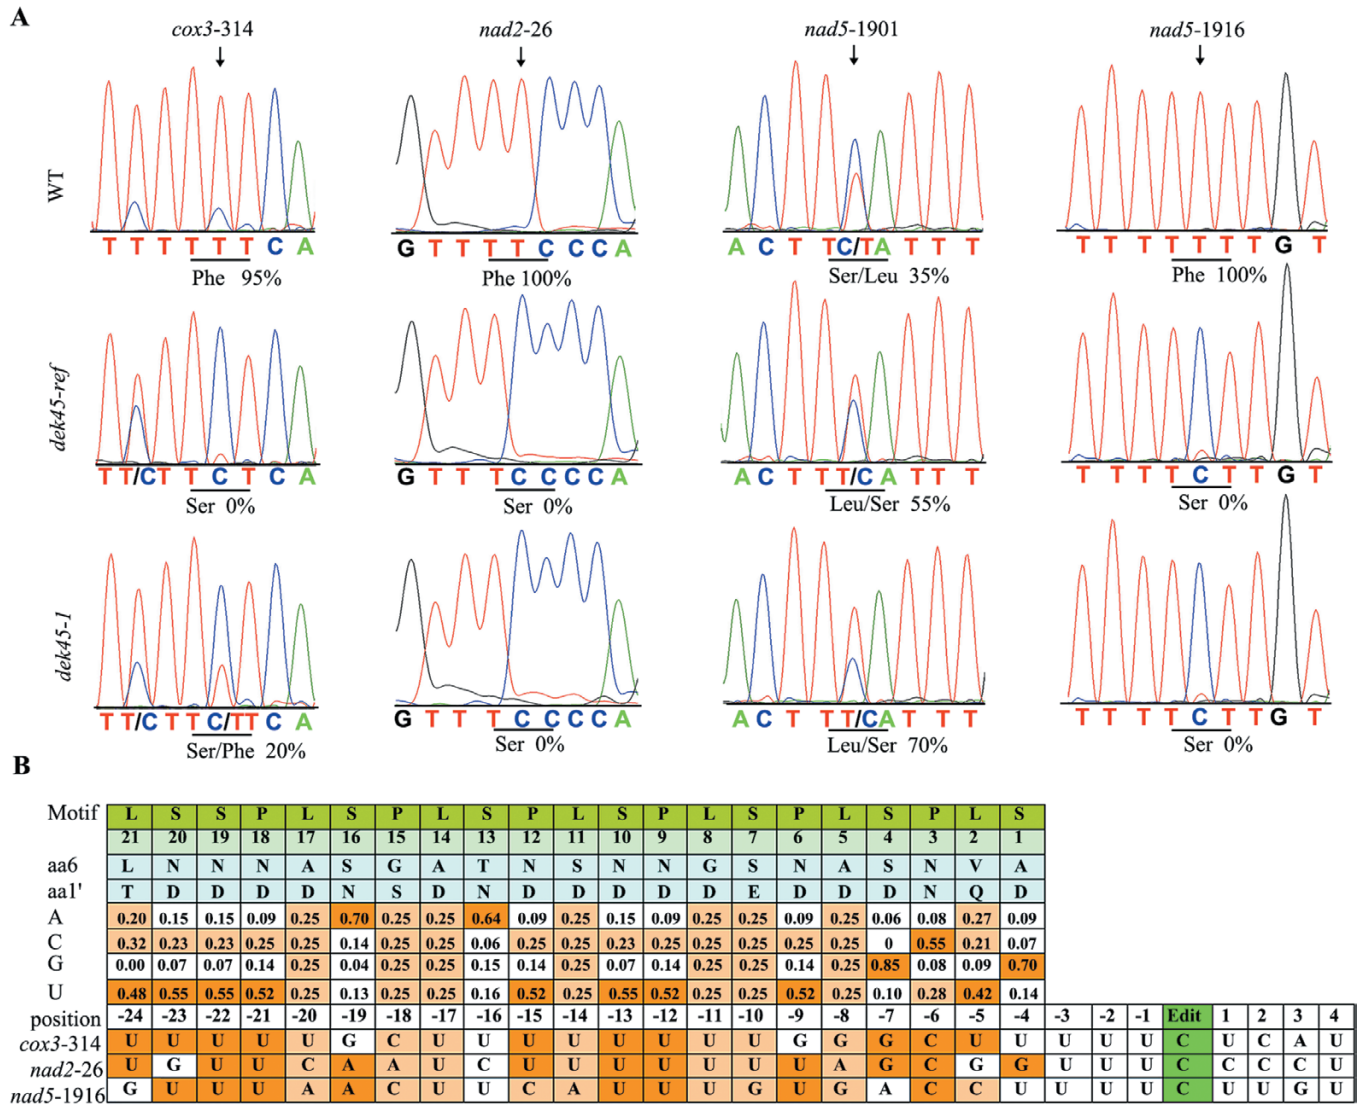 A
cox3-314 nad2-26 nad5-1901 nad5-1916
WT
T T T T T T C A G T T T T C C C A A C T TC/TA T T T T T T T T T T G T
Phe 95% Phe 100% Ser/Leu 35% Phe 100%
dek45-ref
T T/C T T C T C A G T T T C C C C A A C T T T/C A T T T T T T T C T T G T
Ser 0% Ser 0% Leu/Ser 55% Ser 0%
dek45-1
T T/C T T C/T T C A G T T T C C C C A A C T T T/C A T T T T T T T C T T G T
Ser/Phe 20% Ser 0% Leu/Ser 70% Ser 0%
B
Motif L S S P L S P L S P L S P L S P L S P L S
21 20 19 18 17 16 15 14 13 12 11 10 9 8 7 6 5 4 3 2 1
aa6 L N N N A S G A T N S N N G S N A S N V A
aa1' T D D D D N S D N D D D D D E D D D N Q D
A 0.20 0.15 0.15 0.09 0.25 0.70 0.25 0.25 0.64 0.09 0.25 0.15 0.09 0.25 0.25 0.09 0.25 0.06 0.08 0.27 0.09
C 0.32 0.23 0.23 0.25 0.25 0.14 0.25 0.25 0.06 0.25 0.25 0.23 0.25 0.25 0.25 0.25 0.25 0 0.55 0.21 0.07
G 0.00 0.07 0.07 0.14 0.25 0.04 0.25 0.25 0.15 0.14 0.25 0.07 0.14 0.25 0.25 0.14 0.25 0.85 0.08 0.09 0.70
U 0.48 0.55 0.55 0.52 0.25 0.13 0.25 0.25 0.16 0.52 0.25 0.55 0.52 0.25 0.25 0.52 0.25 0.10 0.28 0.42 0.14
position -24 -23 -22 -21 -20 -19 -18 -17 -16 -15 -14 -13 -12 -11 -10 -9 -8 -7 -6 -5 -4 -3 -2 -1 Edit 1 2 3 4
cox3-314 U U U U U G C U U U U U U U U G G G C U U U U U C U C A U
nad2-26 U G U U C A A U C U U U U U U U A G C G G U U U C C C C U
nad5-1916 G U U U A A C U U C A U U U G U G A C C U U U U C U U G U